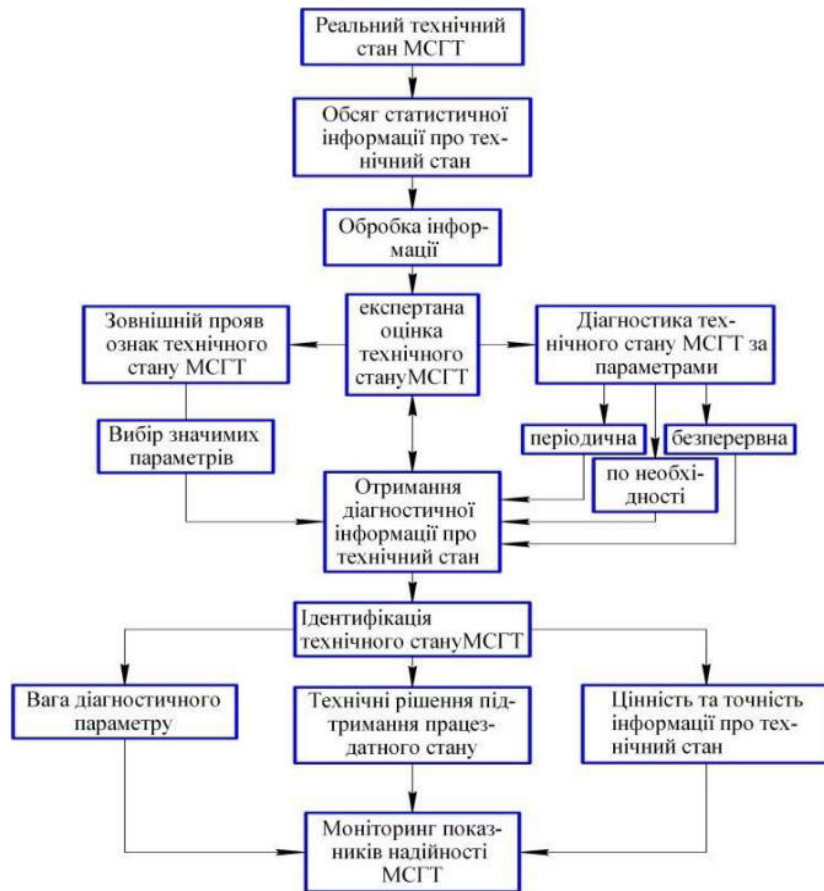 Реальний технічний
стан МСГТ
Обсяг статистичної
інформації про тех-
нічний стан
Обробка інфор-
мації
Зовнішній прояв
ознак технічного
стану МСГТ
експертана
оцінка
технічного
стануМСГТ
Діагностика тех-
нічного стану МСГТ за
параметрами
Вибір значимих
параметрів
періодична
безперервна
по необхі-
дності
Отримання
діагностичної
інформації про
технічний стан
Ідентифікація
технічного стануМСГТ
Вага діагностичного
параметру
Технічні рішення під-
тримання працез-
датного стану
Цінність та точність
інформації про тех-
нічний стан
Моніторинг показ-
ників надійності
МСГТ